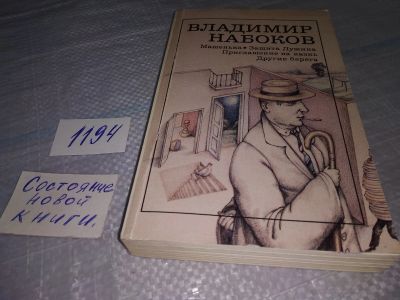 ВЛАДИМИР
НАБОКОВ
Машенька • Защита Лужина
Приглашение на казнь
Другие берега
1194
Состояние
новой
книги.